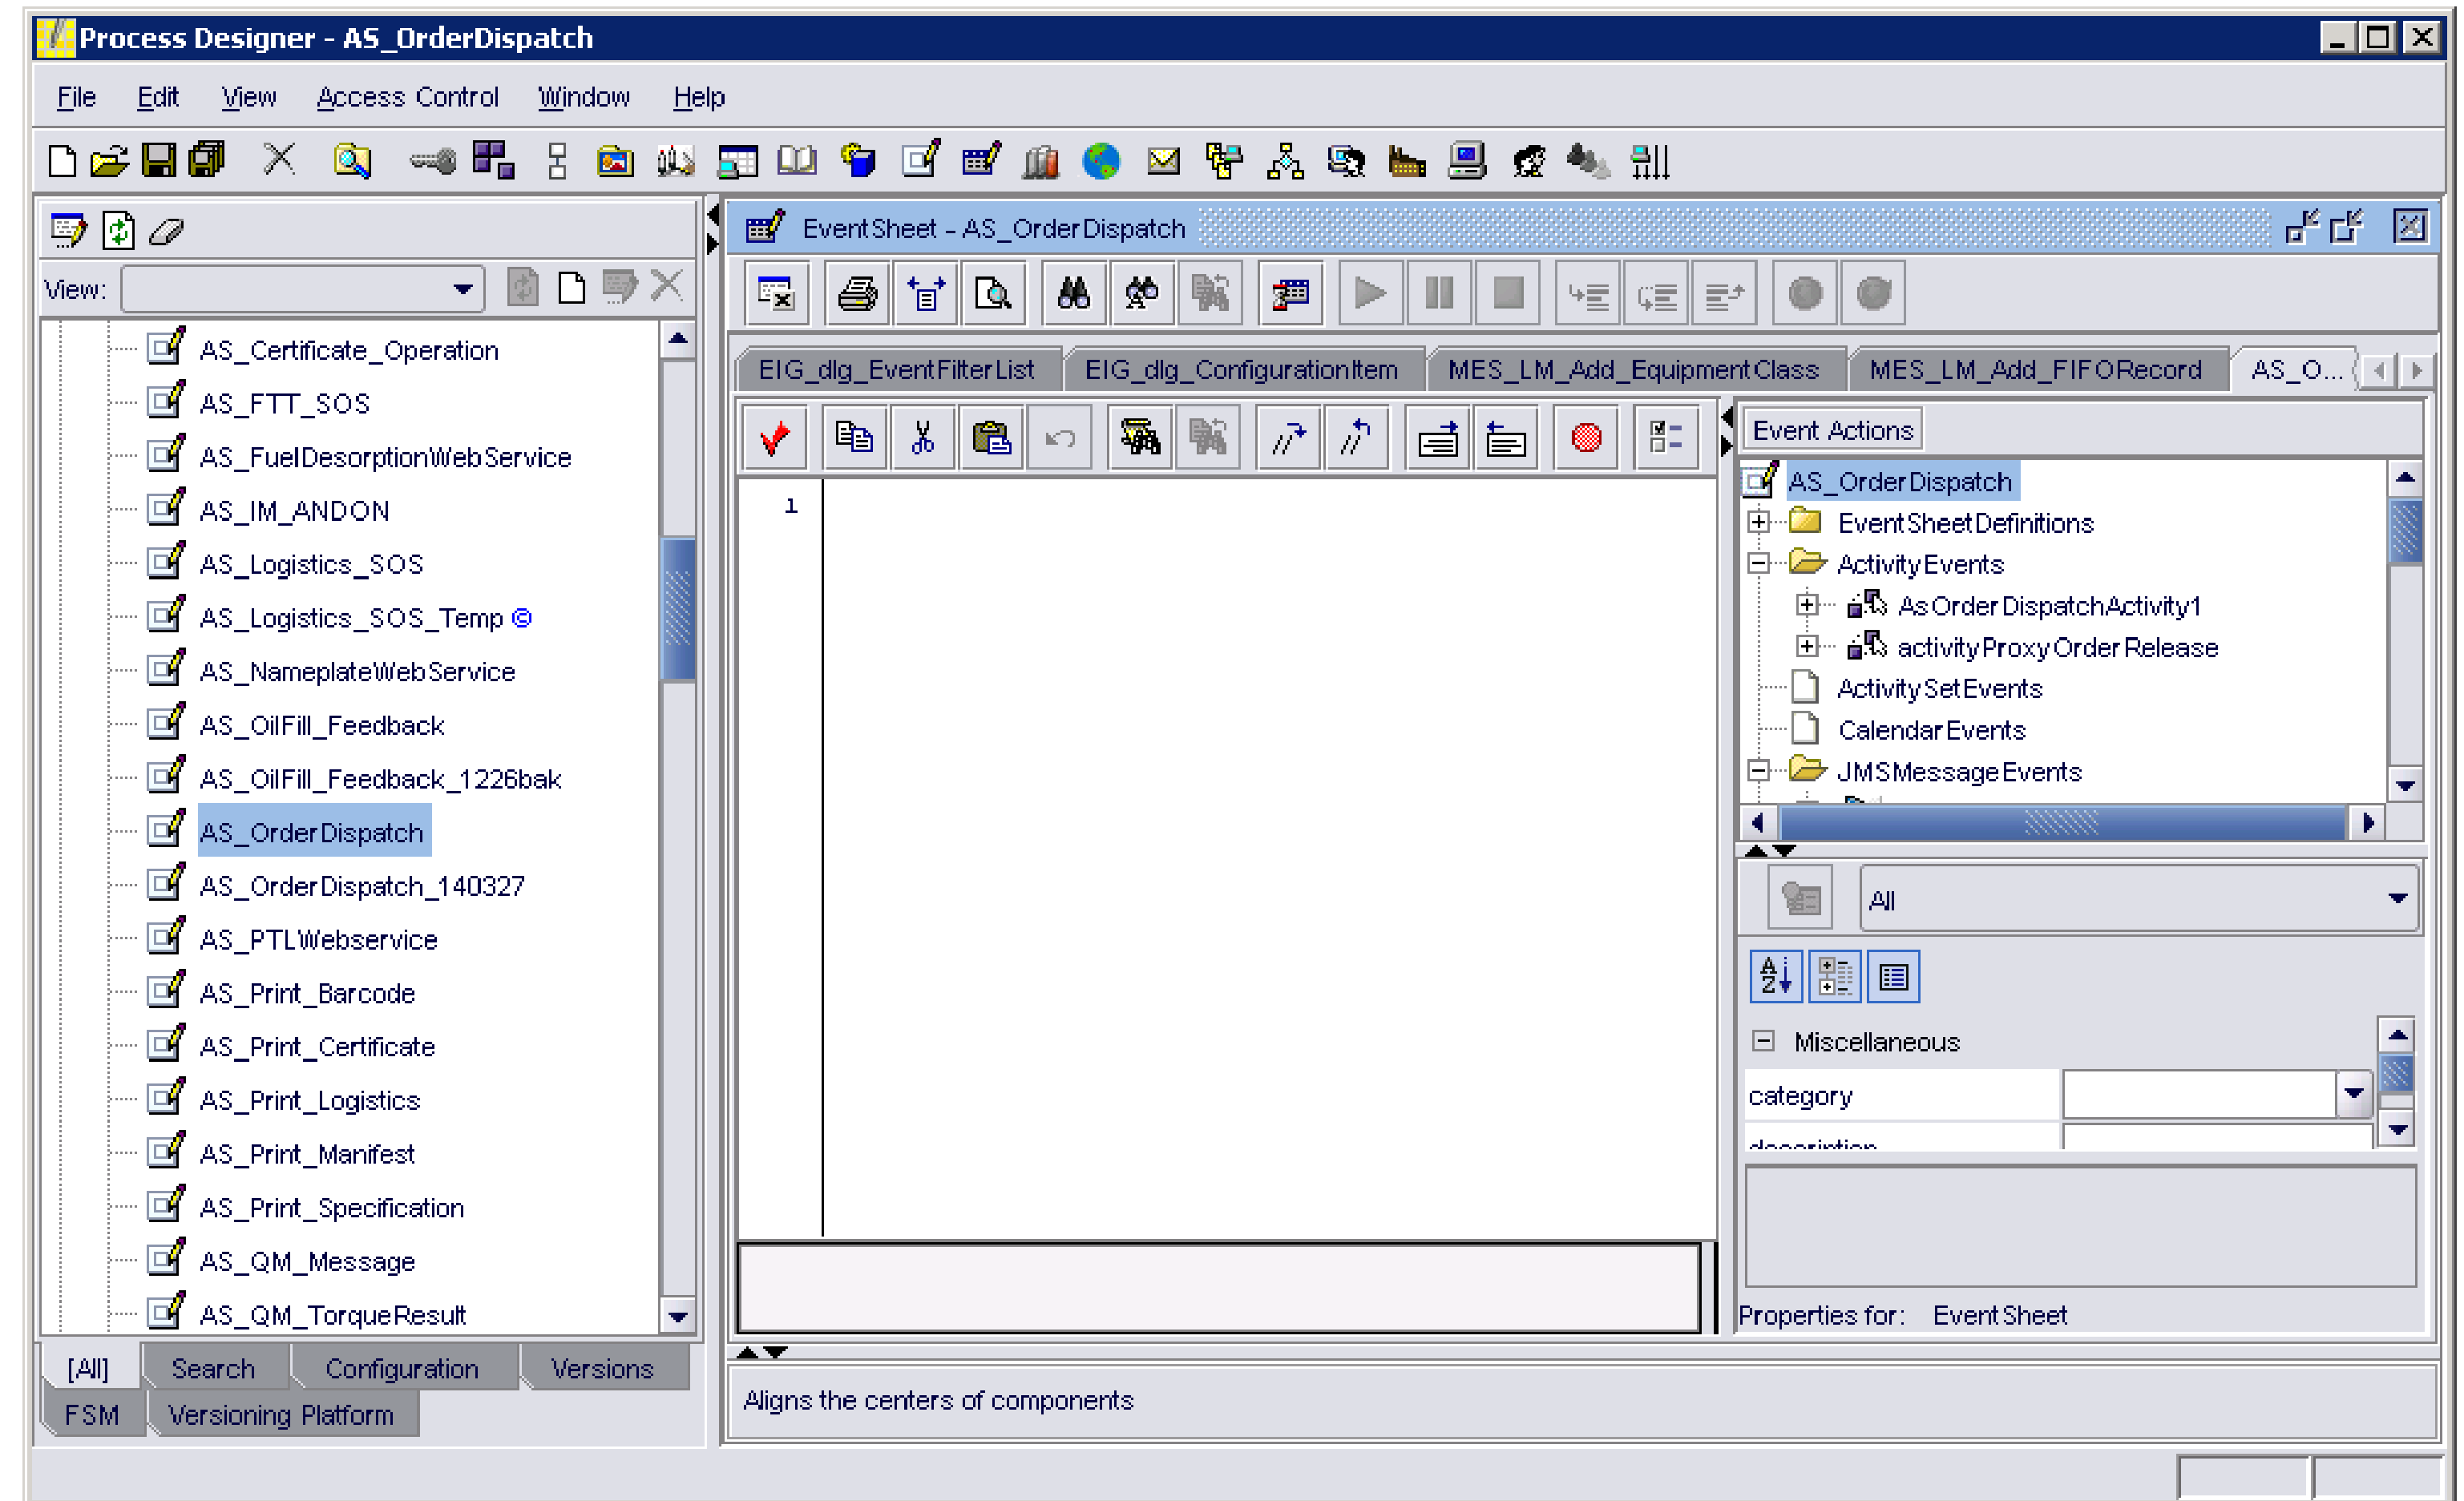 Process Designer - AS_OrderDispatch
File Edit View Access Control Window Help
View:
AS_Certificate_Operation
AS_FTT_SOS
AS_FuelDesorptionWebService
AS_IM_ANDON
AS_Logistics_SOS
AS_Logistics_SOS_Temp ©
AS_NameplateWebService
AS_OilFill_Feedback
AS_OilFill_Feedback_1226bak
AS_OrderDispatch
AS_OrderDispatch_140327
AS_PTLWebservice
AS_Print_Barcode
AS_Print_Certificate
AS_Print_Logistics
AS_Print_Manifest
AS_Print_Specification
AS_QM_Message
AS_QM_TorqueResult
[All] Search Configuration Versions
FSM Versioning Platform
EventSheet - AS_OrderDispatch
EIG_dlg_EventFilterList EIG_dlg_ConfigurationItem MES_LM_Add_EquipmentClass MES_LM_Add_FIFORecord AS_O...
1
Event Actions
AS_OrderDispatch
EventSheetDefinitions
ActivityEvents
AsOrderDispatchActivity1
activityProxyOrderRelease
ActivitySetEvents
CalendarEvents
JMSMessageEvents
All
Miscellaneous
category
description
Properties for: EventSheet
Aligns the centers of components